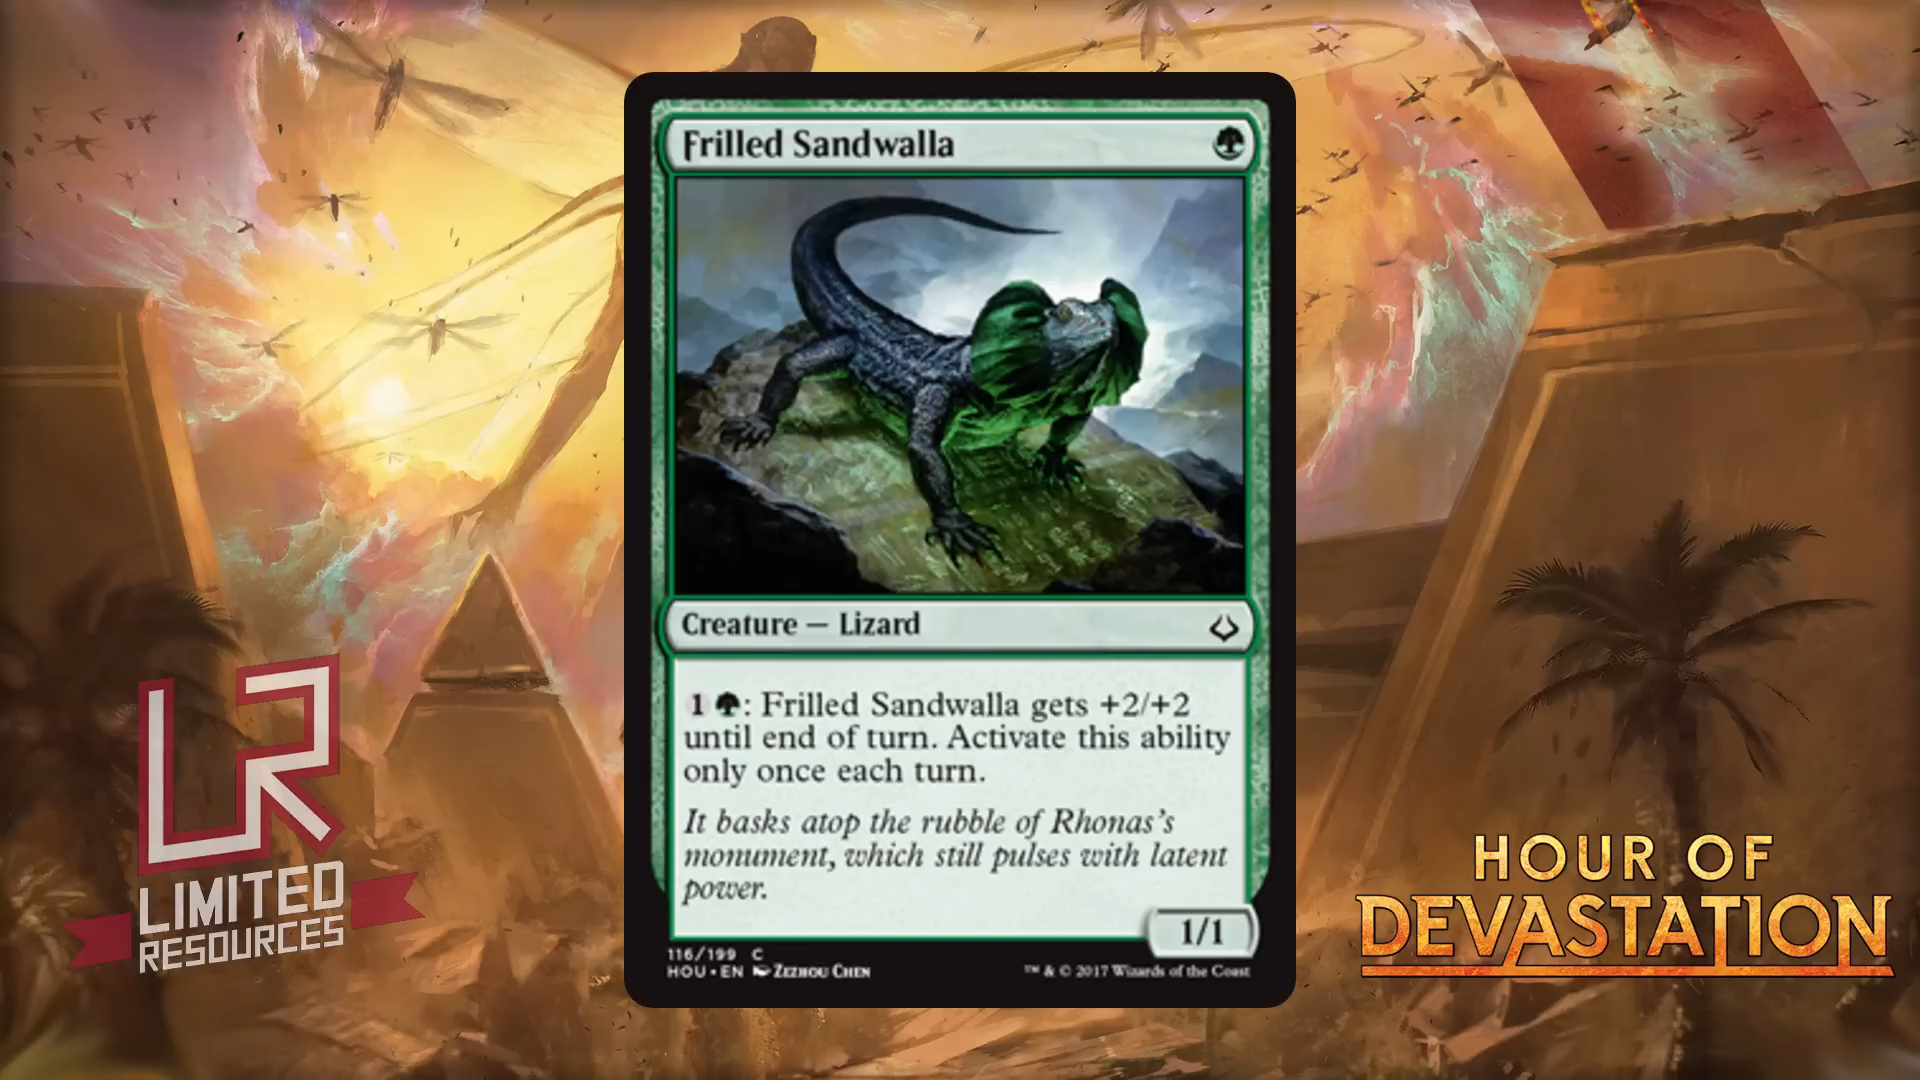 Frilled Sandwalla
Creature — Lizard
1 : Frilled Sandwalla gets +2/+2
until end of turn. Activate this ability
only once each turn.
It basks atop the rubble of Rhonas's
monument, which still pulses with latent
power.
1/1
116/199 C
HOU • EN Zezhou Chen
™ & © 2017 Wizards of the Coast
LR
LIMITED
RESOURCES
HOUR OF
DEVASTATION